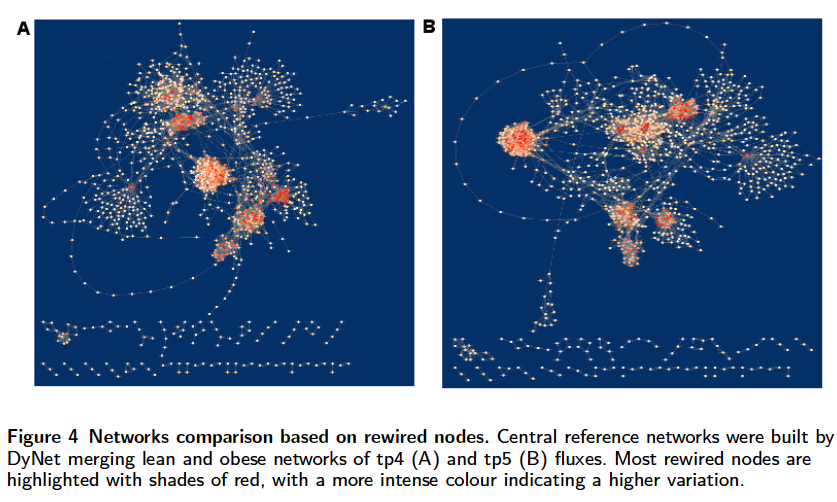 A
B
Figure 4 Networks comparison based on rewired nodes. Central reference networks were built by
DyNet merging lean and obese networks of tp4 (A) and tp5 (B) fluxes. Most rewired nodes are
highlighted with shades of red, with a more intense colour indicating a higher variation.